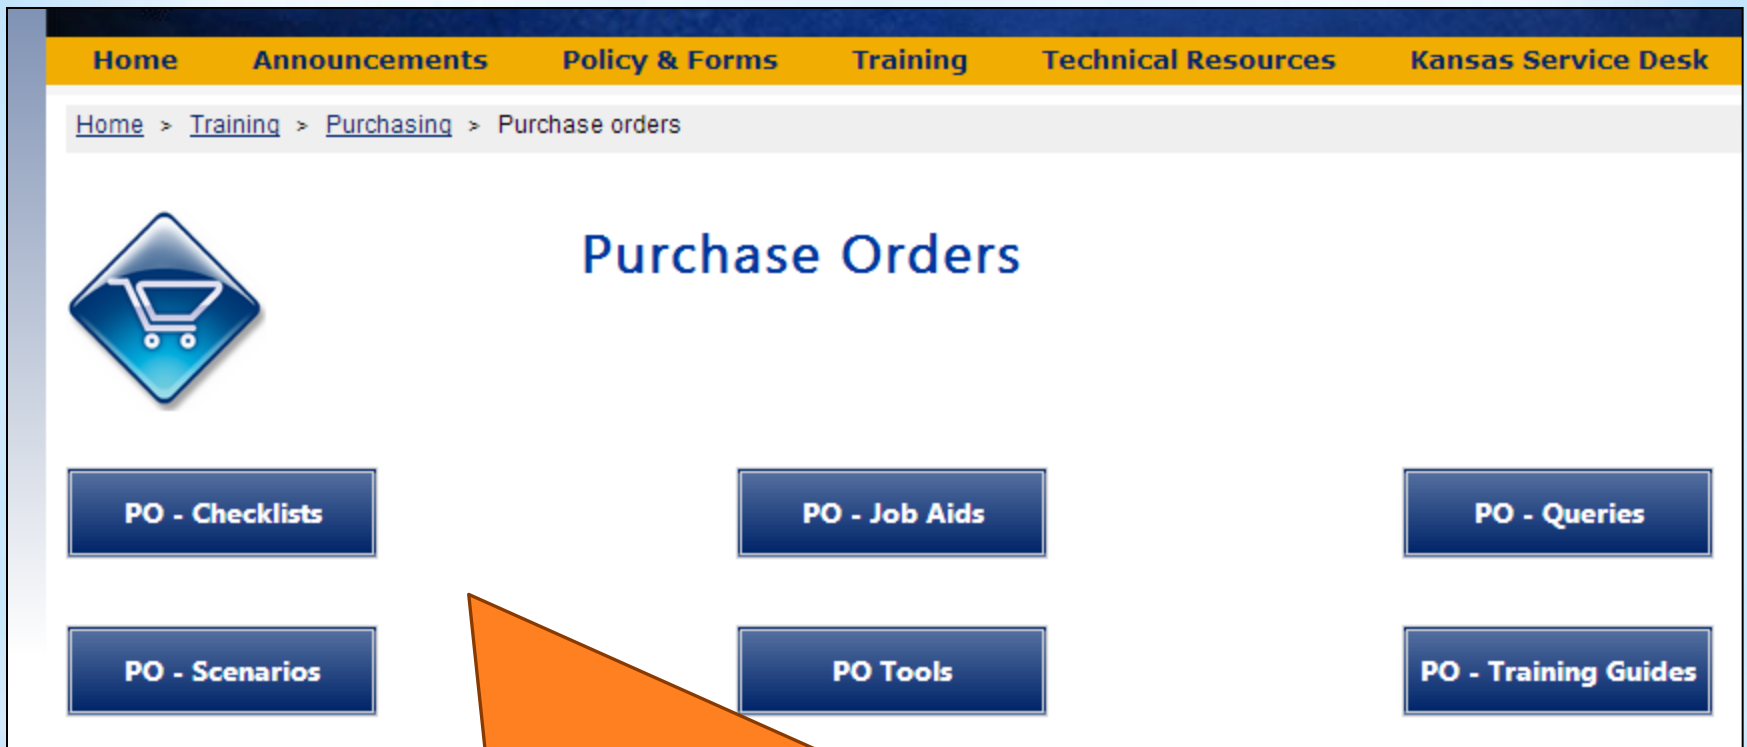 Home Announcements Policy & Forms Training Technical Resources Kansas Service Desk
Home > Training > Purchasing > Purchase orders
Purchase Orders
PO - Checklists PO - Job Aids PO - Queries
PO - Scenarios PO Tools PO - Training Guides